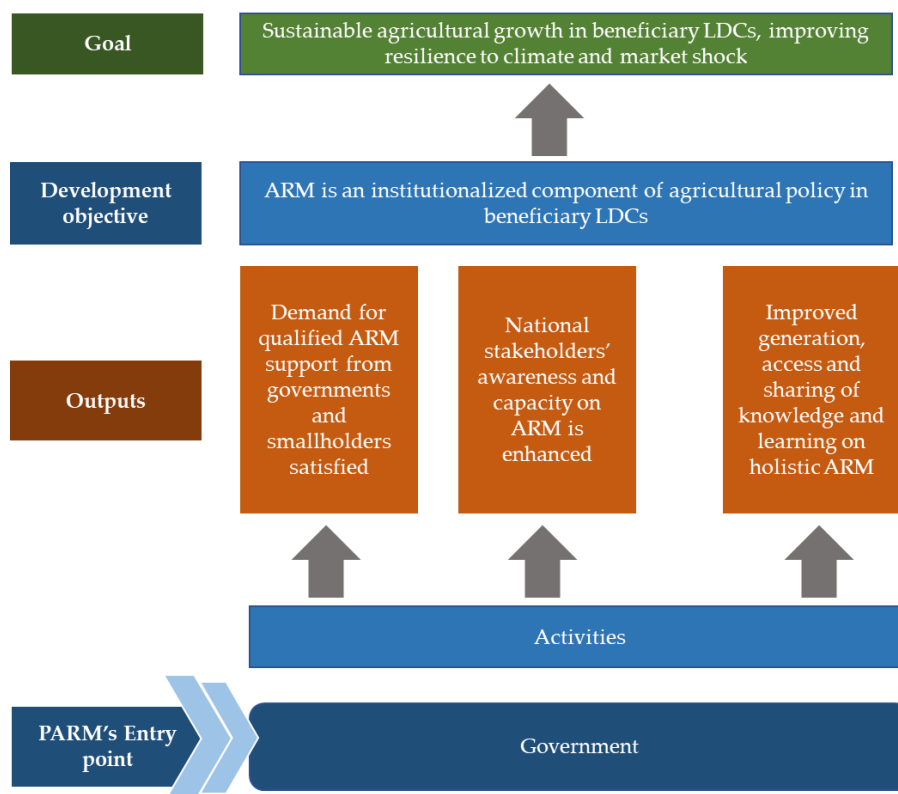 Goal
Sustainable agricultural growth in beneficiary LDCs, improving
resilience to climate and market shock
Development
objective
ARM is an institutionalized component of agricultural policy in
beneficiary LDCs
Outputs
Demand for
qualified ARM
support from
governments
and
smallholders
satisfied
National
stakeholders’
awareness and
capacity on
ARM is
enhanced
Improved
generation,
access and
sharing of
knowledge and
learning on
holistic ARM
Activities
PARM’s Entry
point
Government